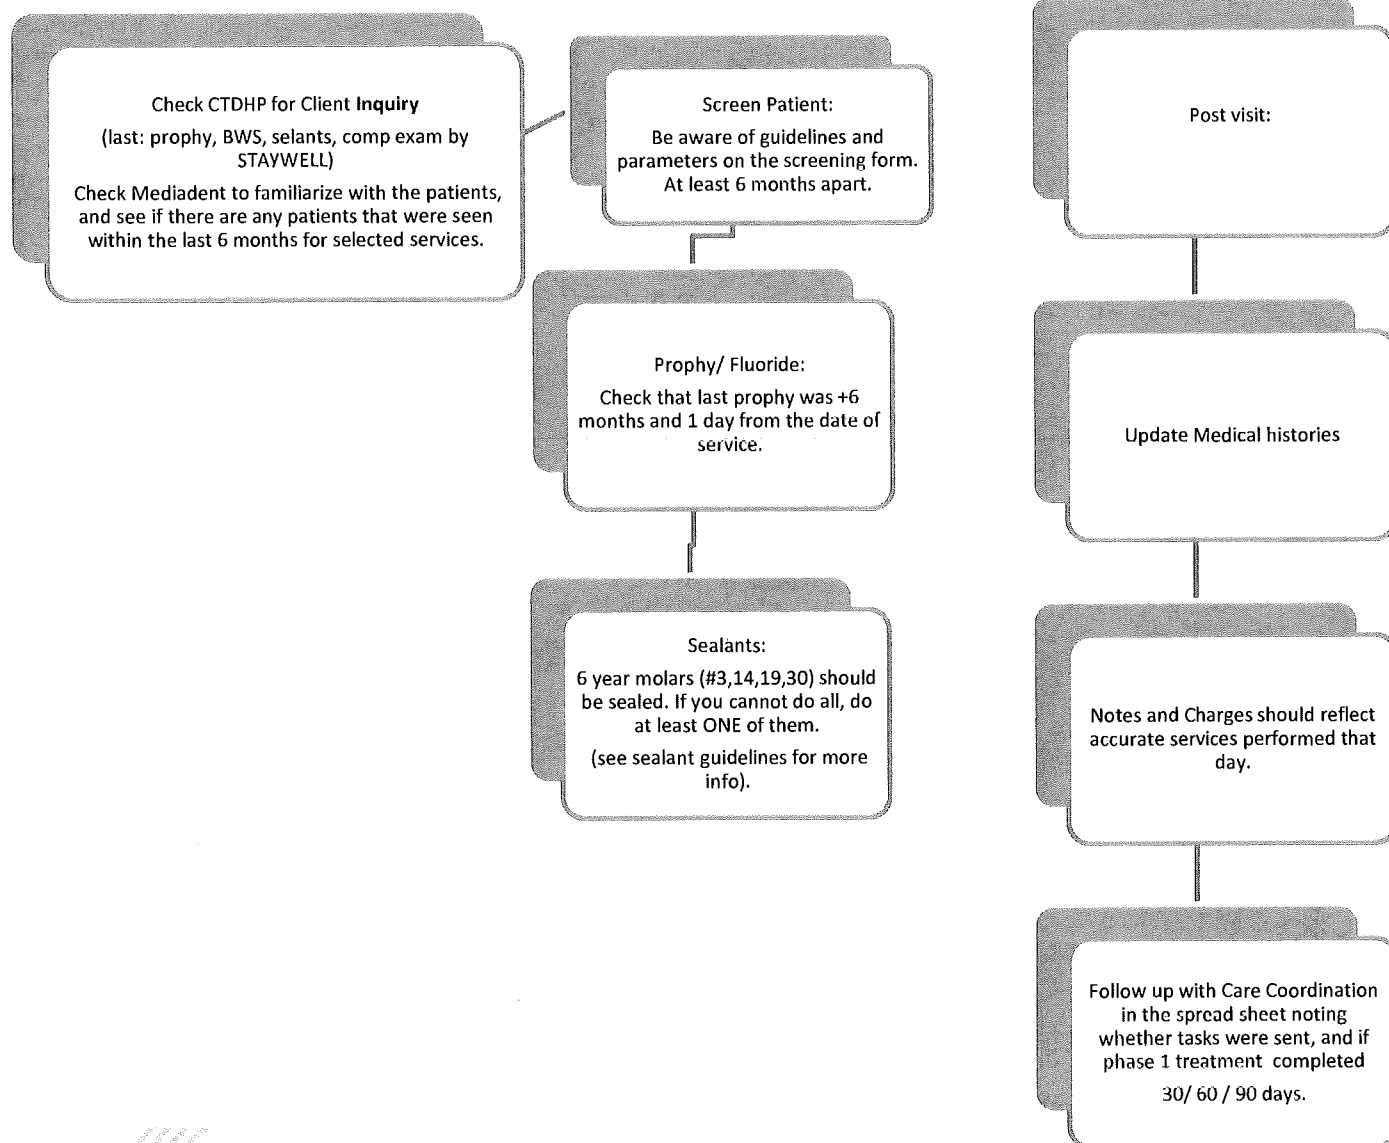 Check CTDHP for Client Inquiry
(last: prophy, BWS, selants, comp exam by
STAYWELL)
Check Mediadent to familiarize with the patients,
and see if there are any patients that were seen
within the last 6 months for selected services.
Screen Patient:
Be aware of guidelines and
parameters on the screening form.
At least 6 months apart.
Prophy/ Fluoride:
Check that last prophy was +6
months and 1 day from the date of
service.
Sealants:
6 year molars (#3,14,19,30) should
be sealed. If you cannot do all, do
at least ONE of them.
(see sealant guidelines for more
info).
Post visit:
Update Medical histories
Notes and Charges should reflect
accurate services performed that
day.
Follow up with Care Coordination
in the spread sheet noting
whether tasks were sent, and if
phase 1 treatment completed
30/ 60 / 90 days.